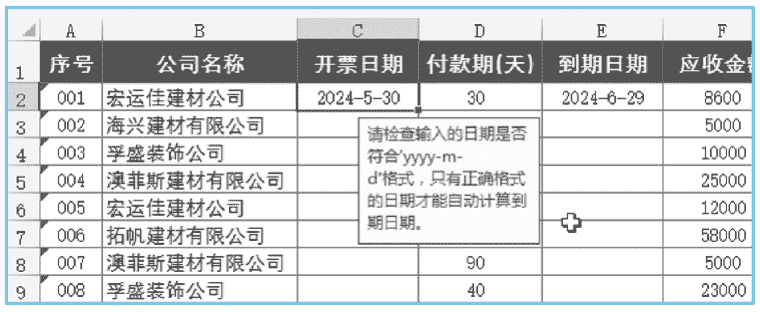 A B C D E F
1 序号 公司名称 开票日期 付款期(天) 到期日期 应收金
2 001 宏运佳建材公司 2024-5-30 30 2024-6-29 8600
3 002 海兴建材有限公司 5000
4 003 孚盛装饰公司 10000
5 004 澳菲斯建材有限公司 25000
6 005 宏运佳建材公司 12000
7 006 拓帆建材有限公司 58000
8 007 澳菲斯建材有限公司 90 5000
9 008 孚盛装饰公司 40 23000
请检查输入的日期是否
符合'yyyy-m-
d'格式，只有正确格式
的日期才能自动计算到
期日期。